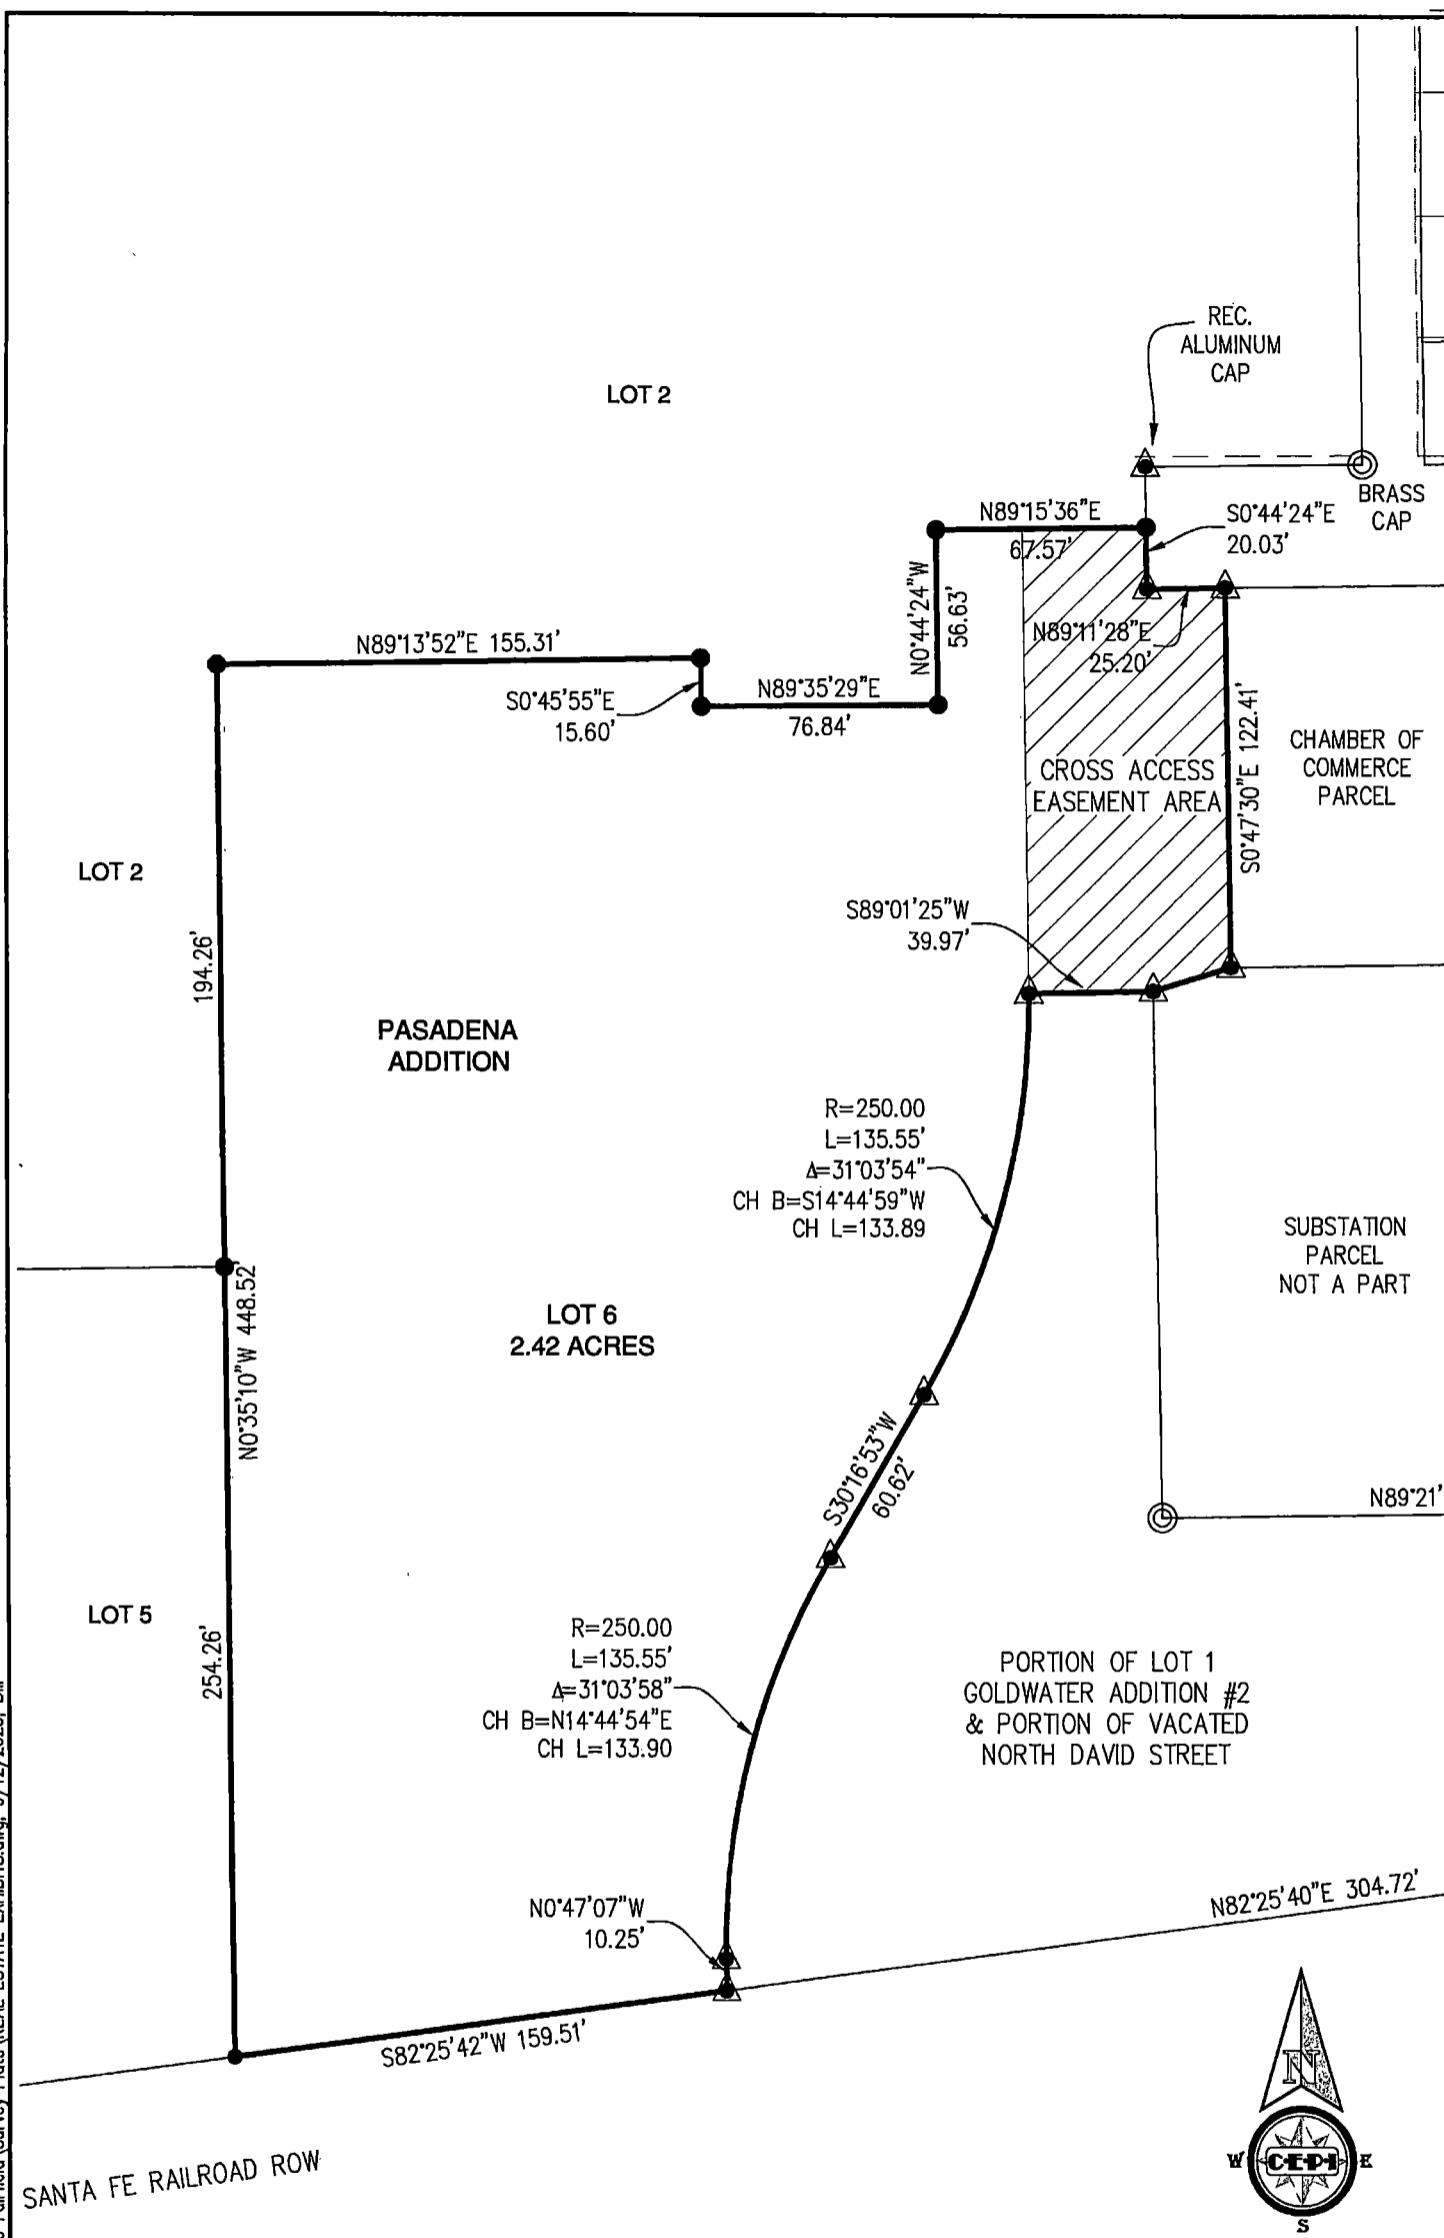 REC.
ALUMINUM
CAP
LOT 2
BRASS
CAP
N89°15'36"E
67.57'
S0°44'24"E
20.03'
N0°44'24"W
56.63'
N89°11'28"E
25.20'
N89°13'52"E 155.31'
S0°45'55"E
15.60'
N89°35'29"E
76.84'
S0°47'30"E 122.41'
CHAMBER OF
COMMERCE
PARCEL
CROSS ACCESS
EASEMENT AREA
LOT 2
S89°01'25"W
39.97'
194.26'
PASADENA
ADDITION
R=250.00
L=135.55'
Δ=31°03'54"
CH B=S14°44'59"W
CH L=133.89
SUBSTATION
PARCEL
NOT A PART
N0°35'10"W 448.52'
LOT 6
2.42 ACRES
S30°16'53"W
60.62'
N89°21'
LOT 5
254.26'
R=250.00
L=135.55'
Δ=31°03'58"
CH B=N14°44'54"E
CH L=133.90
PORTION OF LOT 1
GOLDWATER ADDITION #2
& PORTION OF VACATED
NORTH DAVID STREET
N0°47'07"W
10.25'
N82°25'40"E 304.72'
S82°25'42"W 159.51'
SANTA FE RAILROAD ROW
N
W C·E·P·I E
S